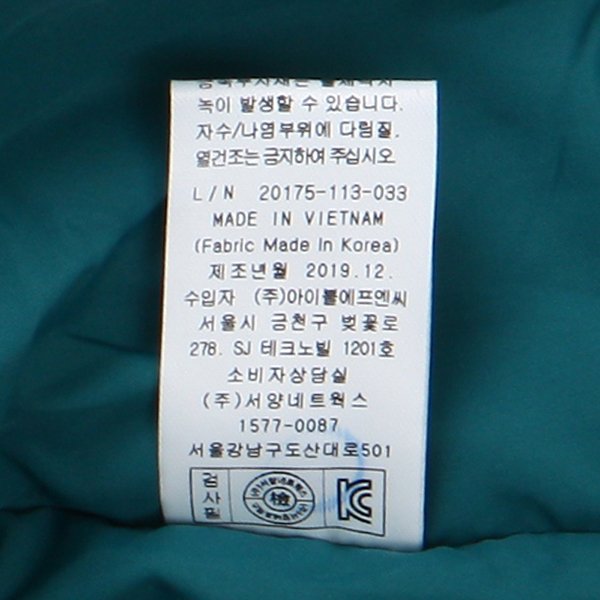 녹이 발생할 수 있습니다.
자수/나염부위에 다림질,
열건조는 금지하여 주십시오
L/N 20175-113-033
MADE IN VIETNAM
(Fabric Made In Korea)
제조년월 2019.12.
수입자 (주)아이볼에프엔씨
서울시 금천구 벚꽃로
278. SJ 테크노빌 1201호
소비자상담실
(주)서양네트웍스
1577-0087
서울강남구도산대로501
검사필
檢